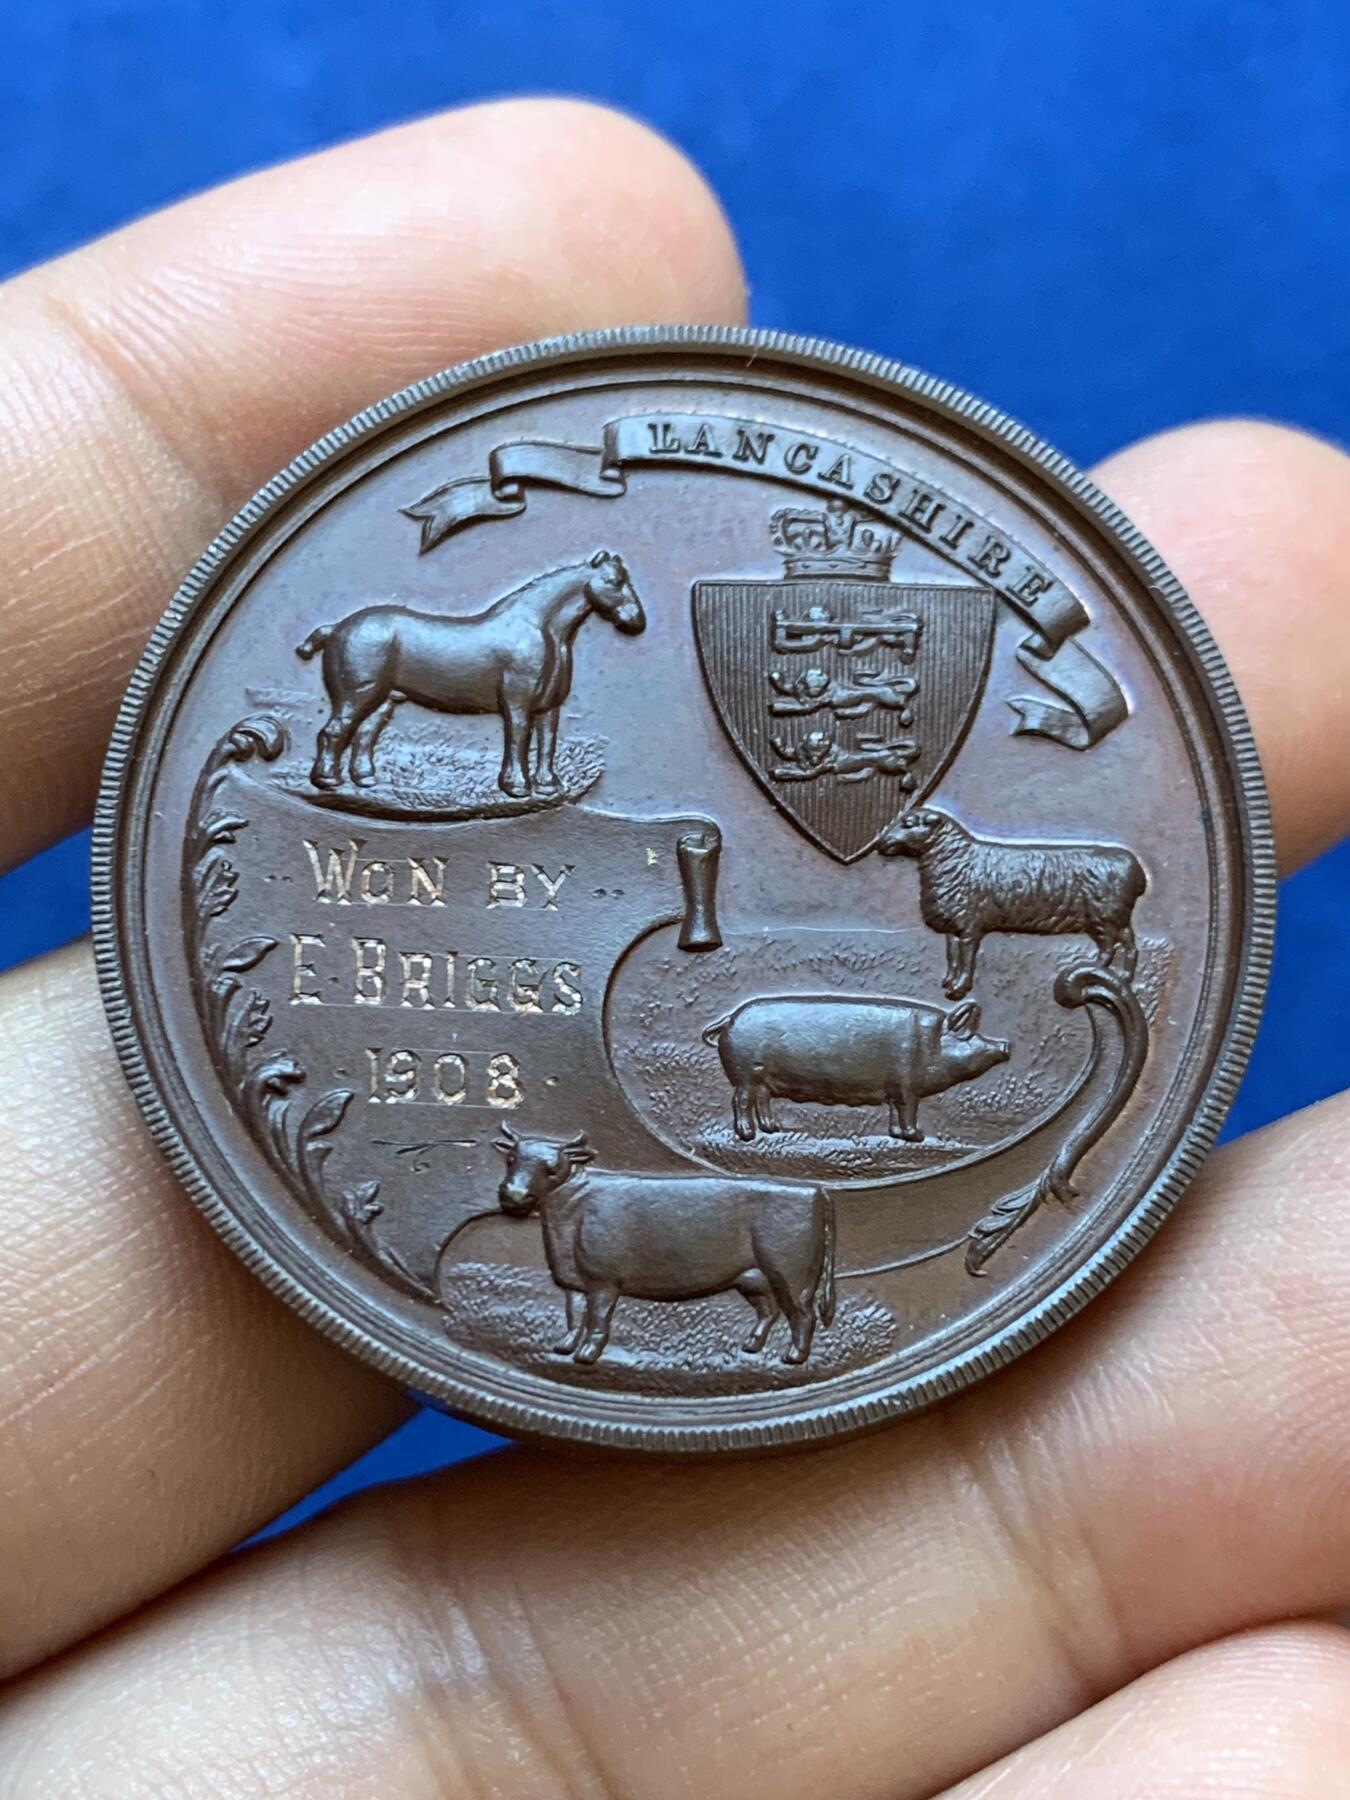 LANCASHIRE
WON BY
E. BRIGGS
1908